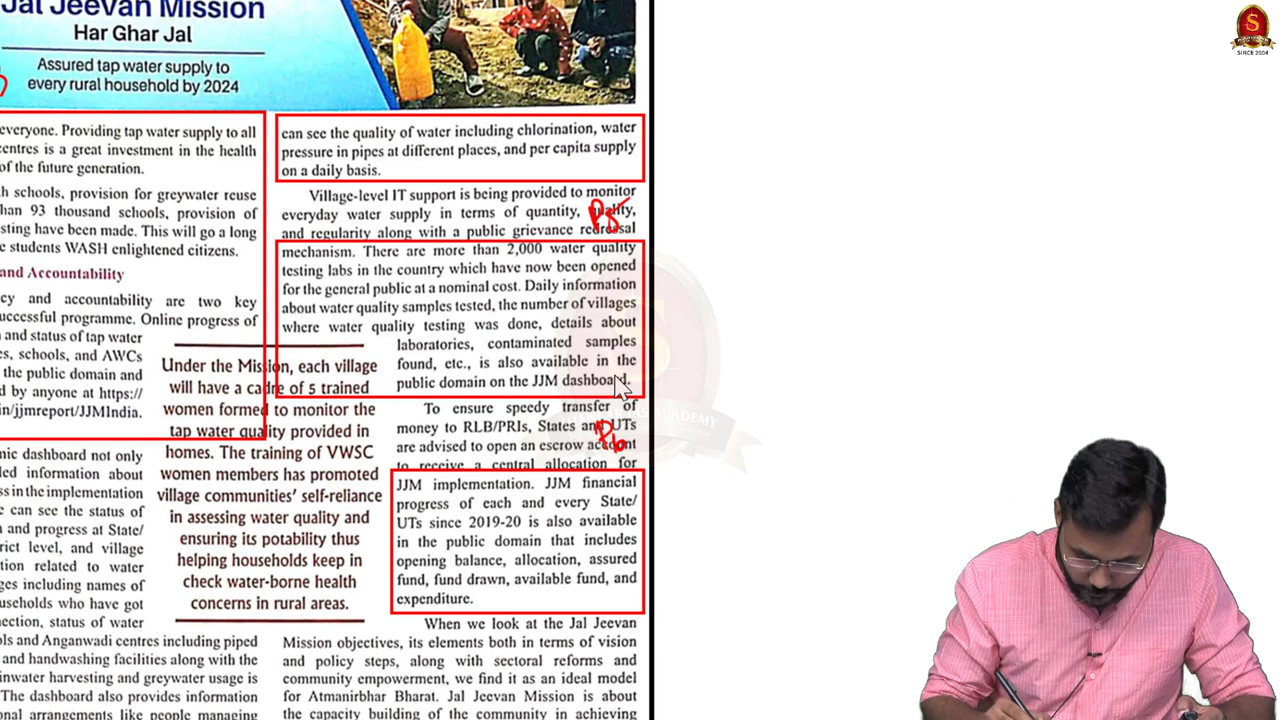 Jal Jeevan Mission
Har Ghar Jal
Assured tap water supply to
every rural household by 2024
everyone. Providing tap water supply to all
centres is a great investment in the health
of the future generation.
h schools, provision for greywater reuse
han 93 thousand schools, provision of
sting have been made. This will go a long
e students WASH enlightened citizens.
and Accountability
cy and accountability are two key
uccessful programme. Online progress of
n and status of tap water
es, schools, and AWCs
the public domain and
d by anyone at https://
in/jjmreport/JJMIndia.
mic dashboard not only
led information about
ss in the implementation
e can see the status of
n and progress at State/
rict level, and village
tion related to water
ges including names of
useholds who have got
nection, status of water
ols and Anganwadi centres including piped
and handwashing facilities along with the
inwater harvesting and greywater usage is
The dashboard also provides information
onal arrangements like people managing
Under the Mission, each village
will have a cadre of 5 trained
women formed to monitor the
tap water quality provided in
homes. The training of VWSC
women members has promoted
village communities' self-reliance
in assessing water quality and
ensuring its potability thus
helping households keep in
check water-borne health
concerns in rural areas.
can see the quality of water including chlorination, water
pressure in pipes at different places, and per capita supply
on a daily basis.
Village-level IT support is being provided to monitor
everyday water supply in terms of quantity, quality,
and regularity along with a public grievance redressal
mechanism. There are more than 2,000 water quality
testing labs in the country which have now been opened
for the general public at a nominal cost. Daily information
about water quality samples tested, the number of villages
where water quality testing was done, details about
laboratories, contaminated samples
found, etc., is also available in the
public domain on the JJM dashboard.
To ensure speedy transfer of
money to RLB/PRIs, States and UTs
are advised to open an escrow account
to receive a central allocation for
JJM implementation. JJM financial
progress of each and every State/
UTs since 2019-20 is also available
in the public domain that includes
opening balance, allocation, assured
fund, fund drawn, available fund, and
expenditure.
When we look at the Jal Jeevan
Mission objectives, its elements both in terms of vision
and policy steps, along with sectoral reforms and
community empowerment, we find it as an ideal model
for Atmanirbhar Bharat. Jal Jeevan Mission is about
the capacity building of the community in achieving
P5
P6
S
SINCE 2004